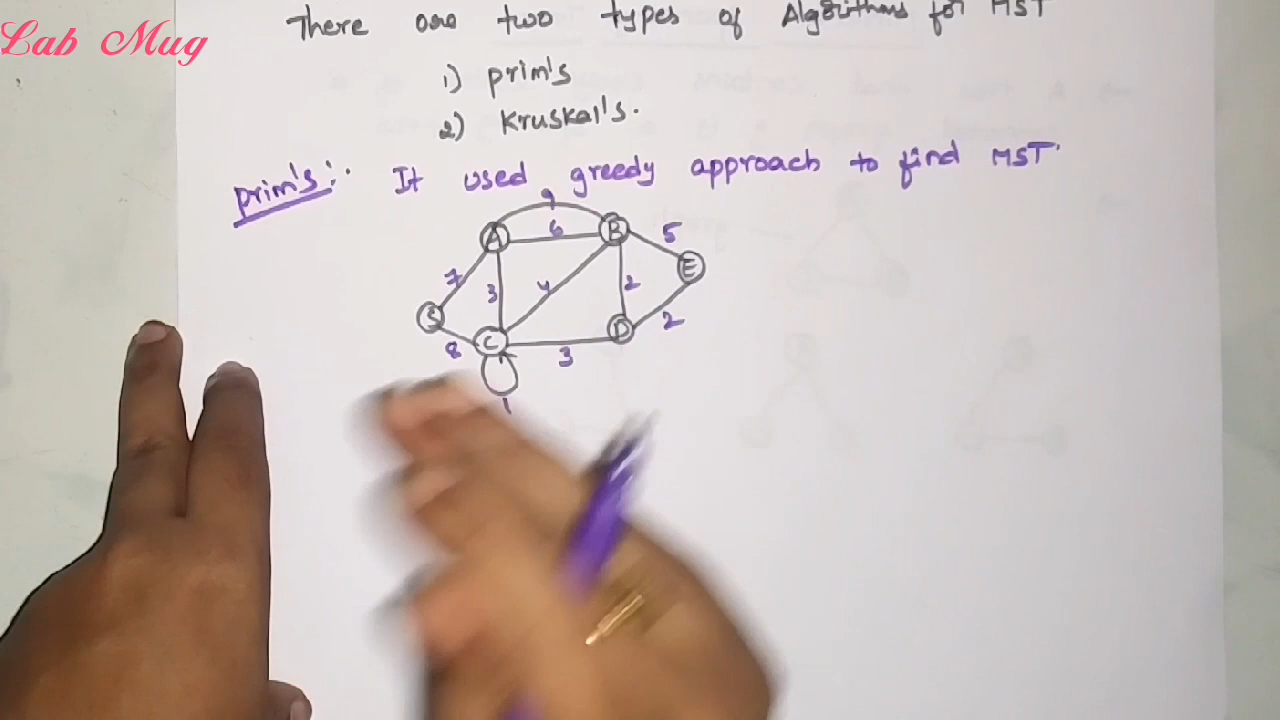 Lab Mug
There are two types of Algorithms for MST
1) prim's
2) Kruskal's.
prim's:- It used greedy approach to find MST.
9
A 6 B 5
7 3 4 2 E
S C D 2
8 3
1